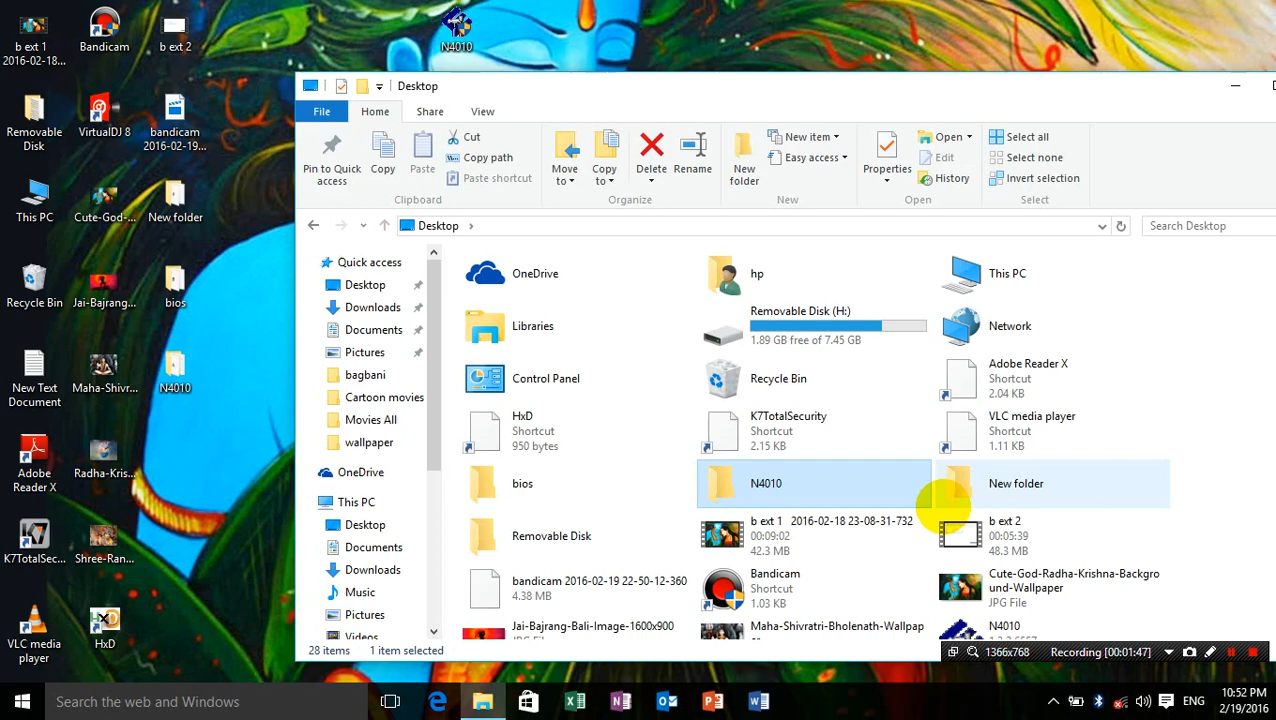 b ext 1
2016-02-18...
Bandicam
b ext 2
N4010
Removable
Disk
VirtualDJ 8
bandicam
2016-02-19...
This PC
Cute-God-...
New folder
Recycle Bin
Jai-Bajrang...
bios
New Text
Document
Maha-Shivr...
N4010
Adobe
Reader X
Radha-Kris...
K7TotalSec...
Shree-Ran...
VLC media
player
HxD
Desktop
File Home Share View
Pin to Quick
access
Copy
Paste
Cut
Copy path
Paste shortcut
Clipboard
Move
to
Copy
to
Delete
Rename
Organize
New
folder
New item
Easy access
New
Properties
Open
Edit
History
Open
Select all
Select none
Invert selection
Select
Desktop
Search Desktop
Quick access
Desktop
Downloads
Documents
Pictures
bagbani
Cartoon movies
Movies All
wallpaper
OneDrive
This PC
Desktop
Documents
Downloads
Music
Pictures
Videos
OneDrive
hp
This PC
Libraries
Removable Disk (H:)
1.89 GB free of 7.45 GB
Network
Control Panel
Recycle Bin
Adobe Reader X
Shortcut
2.04 KB
HxD
Shortcut
950 bytes
K7TotalSecurity
Shortcut
2.15 KB
VLC media player
Shortcut
1.11 KB
bios
N4010
New folder
Removable Disk
b ext 1 2016-02-18 23-08-31-732
00:09:02
42.3 MB
b ext 2
00:05:39
48.3 MB
bandicam 2016-02-19 22-50-12-360
4.38 MB
Bandicam
Shortcut
1.03 KB
Cute-God-Radha-Krishna-Backgro
und-Wallpaper
JPG File
Jai-Bajrang-Bali-Image-1600x900
JPG File
Maha-Shivratri-Bholenath-Wallpap
er
N4010
28 items 1 item selected
1366x768 Recording [00:01:47]
Search the web and Windows
ENG
10:52 PM
2/19/2016